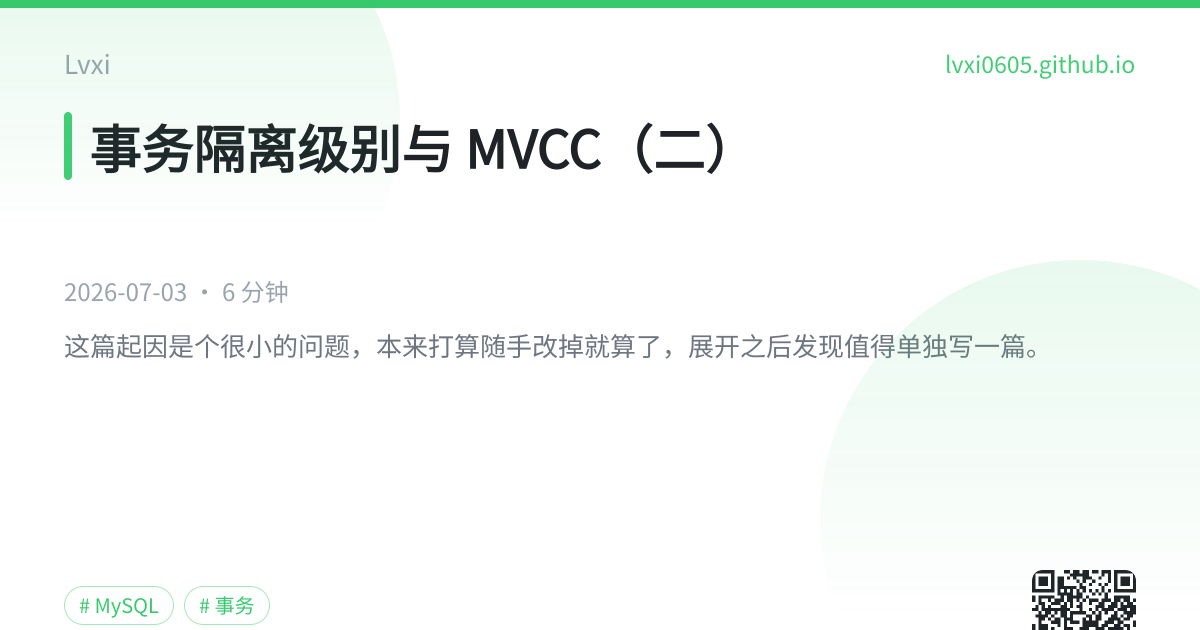 Lvxi
lvxi0605.github.io
事务隔离级别与 MVCC（二）
2026-07-03 · 6 分钟
这篇起因是个很小的问题，本来打算随手改掉就算了，展开之后发现值得单独写一篇。
# MySQL
# 事务